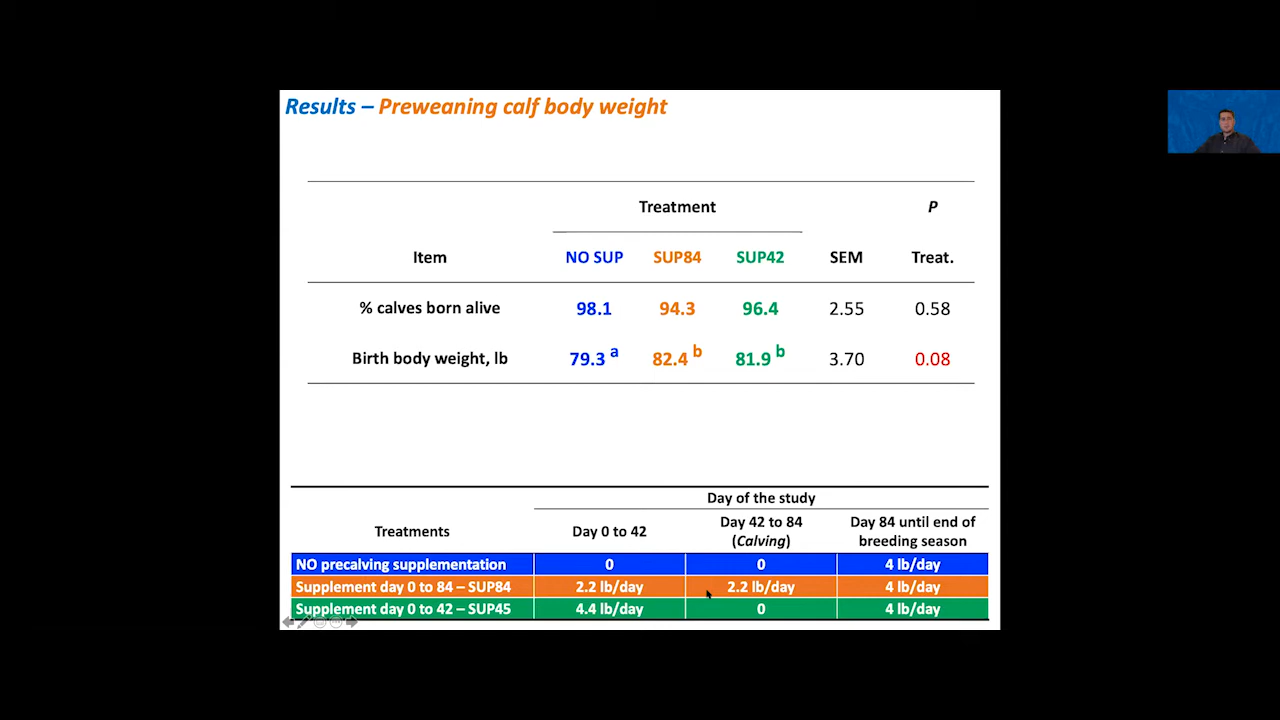 Results – Preweaning calf body weight
Treatment P
Item NO SUP SUP84 SUP42 SEM Treat.
% calves born alive 98.1 94.3 96.4 2.55 0.58
Birth body weight, lb 79.3 a 82.4 b 81.9 b 3.70 0.08
Day of the study
Treatments Day 0 to 42 Day 42 to 84 (Calving) Day 84 until end of breeding season
NO precalving supplementation 0 0 4 lb/day
Supplement day 0 to 84 – SUP84 2.2 lb/day 2.2 lb/day 4 lb/day
Supplement day 0 to 42 – SUP45 4.4 lb/day 0 4 lb/day